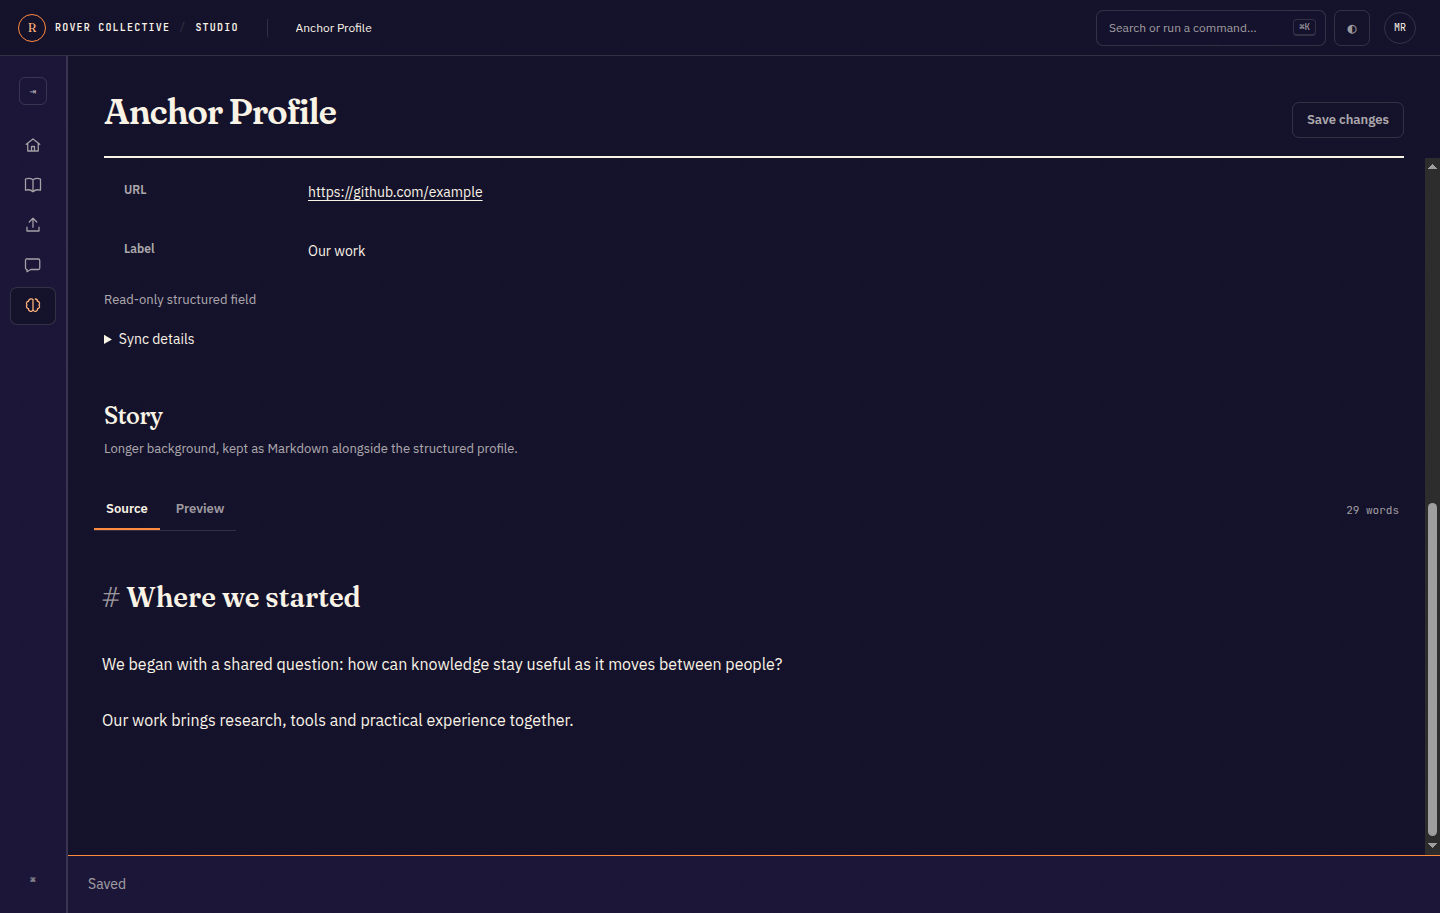 R ROVER COLLECTIVE / STUDIO Anchor Profile Search or run a command... ⌘K MR
Anchor Profile
Save changes
URL https://github.com/example
Label Our work
Read-only structured field
Sync details
Story
Longer background, kept as Markdown alongside the structured profile.
Source Preview 29 words
# Where we started
We began with a shared question: how can knowledge stay useful as it moves between people?
Our work brings research, tools and practical experience together.
⌘ Saved